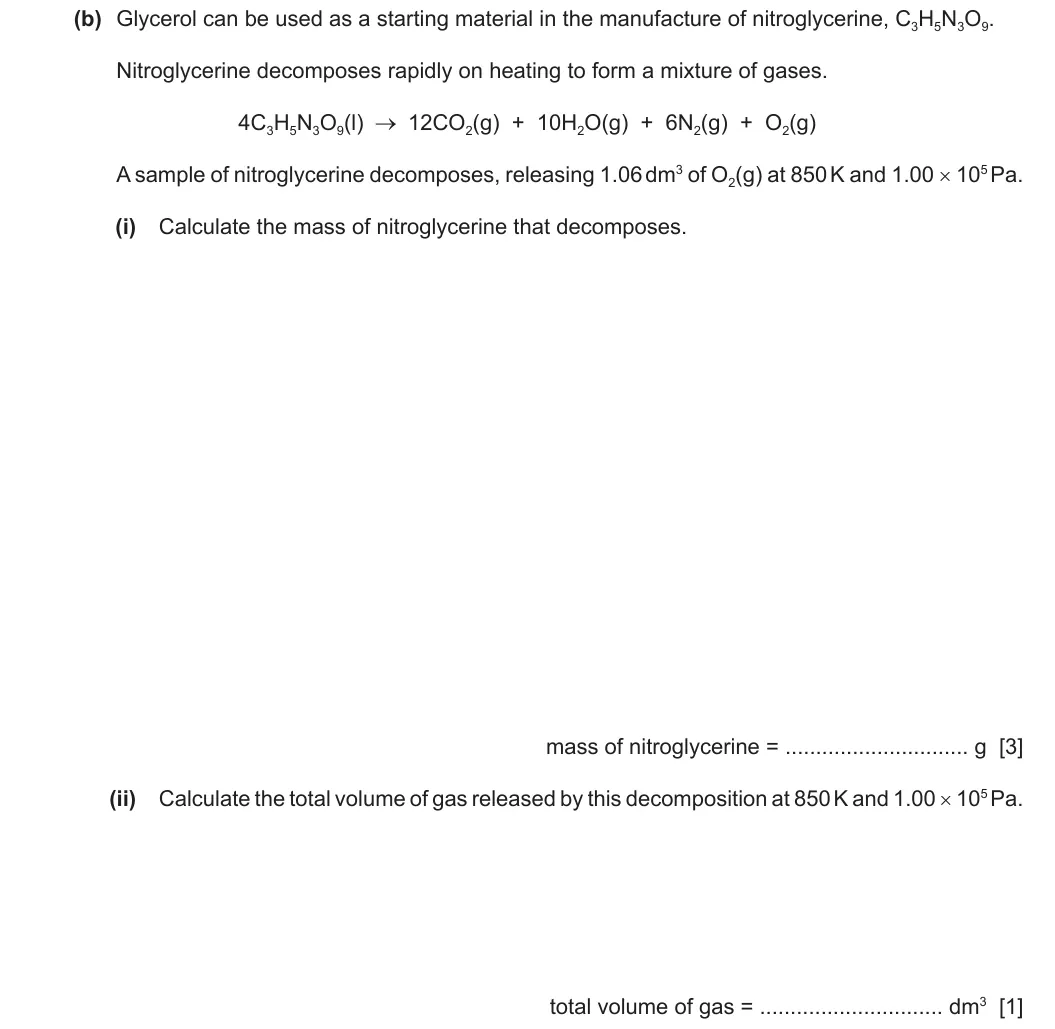 (b) Glycerol can be used as a starting material in the manufacture of nitroglycerine, C₃H₅N₃O₉.
Nitroglycerine decomposes rapidly on heating to form a mixture of gases.
4C₃H₅N₃O₉(l) → 12CO₂(g) + 10H₂O(g) + 6N₂(g) + O₂(g)
A sample of nitroglycerine decomposes, releasing 1.06 dm³ of O₂(g) at 850 K and 1.00 × 10⁵ Pa.
(i) Calculate the mass of nitroglycerine that decomposes.
mass of nitroglycerine = .............................. g [3]
(ii) Calculate the total volume of gas released by this decomposition at 850 K and 1.00 × 10⁵ Pa.
total volume of gas = .............................. dm³ [1]